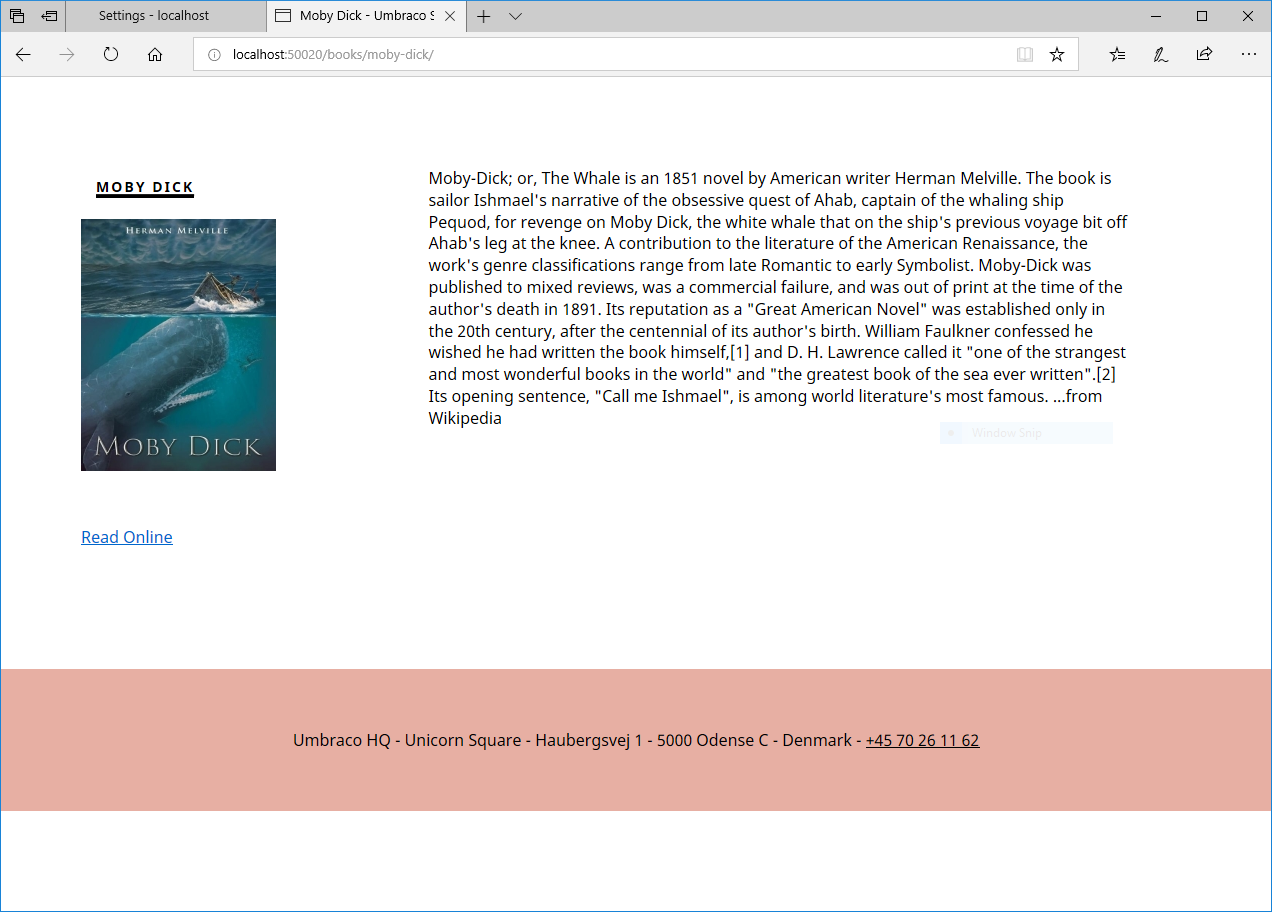 Settings - localhost
Moby Dick - Umbraco S
localhost:50020/books/moby-dick/
MOBY DICK
HERMAN MELVILLE
MOBY DICK
Read Online
Moby-Dick; or, The Whale is an 1851 novel by American writer Herman Melville. The book is
sailor Ishmael's narrative of the obsessive quest of Ahab, captain of the whaling ship
Pequod, for revenge on Moby Dick, the white whale that on the ship's previous voyage bit off
Ahab's leg at the knee. A contribution to the literature of the American Renaissance, the
work's genre classifications range from late Romantic to early Symbolist. Moby-Dick was
published to mixed reviews, was a commercial failure, and was out of print at the time of the
author's death in 1891. Its reputation as a "Great American Novel" was established only in
the 20th century, after the centennial of its author's birth. William Faulkner confessed he
wished he had written the book himself,[1] and D. H. Lawrence called it "one of the strangest
and most wonderful books in the world" and "the greatest book of the sea ever written".[2]
Its opening sentence, "Call me Ishmael", is among world literature's most famous. ...from
Wikipedia
Window Snip
Umbraco HQ - Unicorn Square - Haubergsvej 1 - 5000 Odense C - Denmark - +45 70 26 11 62